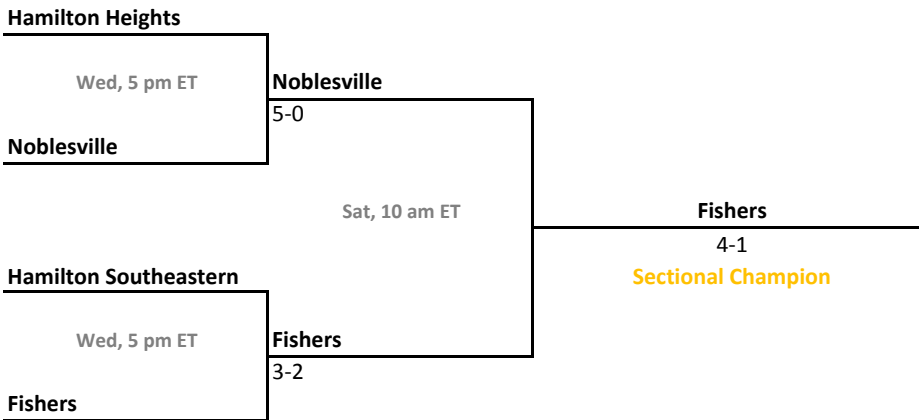 Hamilton Heights
Wed, 5 pm ET
Noblesville
5-0
Noblesville
Sat, 10 am ET
Fishers
4-1
Sectional Champion
Hamilton Southeastern
Wed, 5 pm ET
Fishers
3-2
Fishers